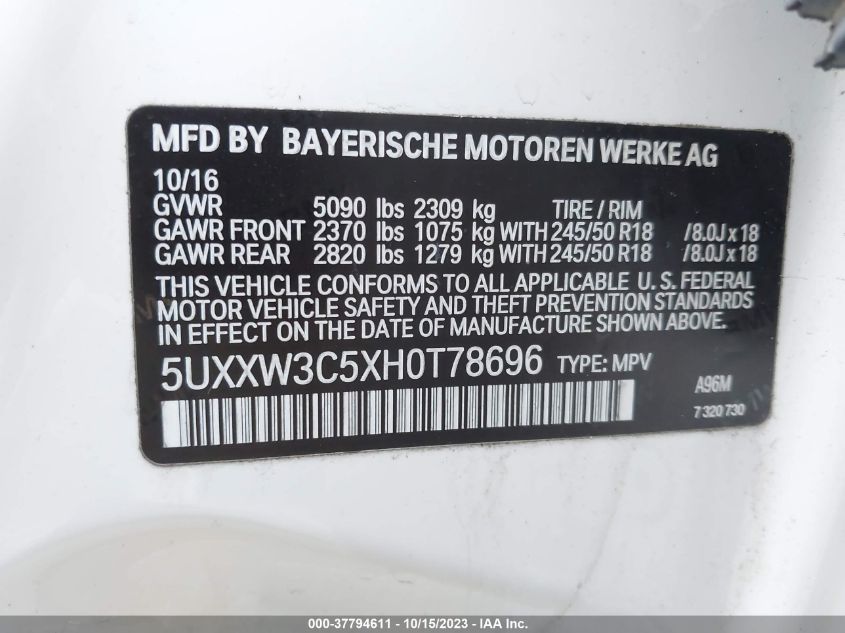 MFD BY BAYERISCHE MOTOREN WERKE AG
10/16
GVWR 5090 lbs 2309 kg TIRE / RIM
GAWR FRONT 2370 lbs 1075 kg WITH 245/50 R18 /8.0J x 18
GAWR REAR 2820 lbs 1279 kg WITH 245/50 R18 /8.0J x 18
THIS VEHICLE CONFORMS TO ALL APPLICABLE U. S. FEDERAL
MOTOR VEHICLE SAFETY AND THEFT PREVENTION STANDARDS
IN EFFECT ON THE DATE OF MANUFACTURE SHOWN ABOVE.
5UXXW3C5XH0T78696 TYPE: MPV
A96M
7 320 730
000-37794611 - 10/15/2023 - IAA Inc.